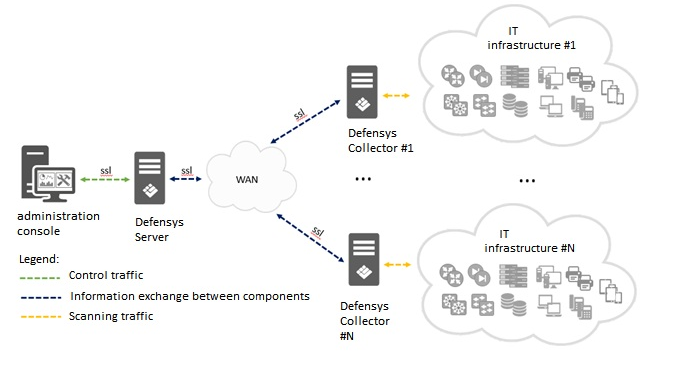 IT
infrastructure #1
ssl
Defensys
Collector #1
ssl
ssl
WAN
...
...
administration
console
Defensys
Server
ssl
IT
infrastructure #N
Legend:
Control traffic
Information exchange between components
Scanning traffic
Defensys
Collector
#N